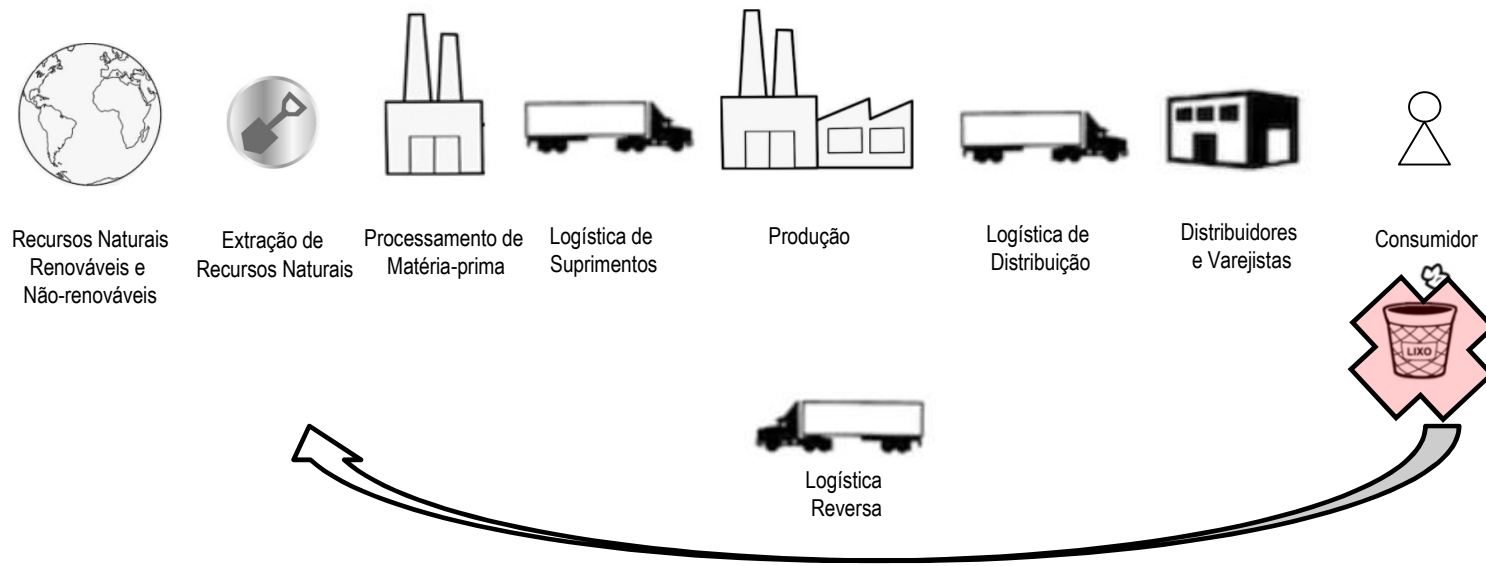 Recursos Naturais
Renováveis e
Não-renováveis
Extração de
Recursos Naturais
Processamento de
Matéria-prima
Logística de
Suprimentos
Produção
Logística de
Distribuição
Distribuidores
e Varejistas
Consumidor
LIXO
Logística
Reversa